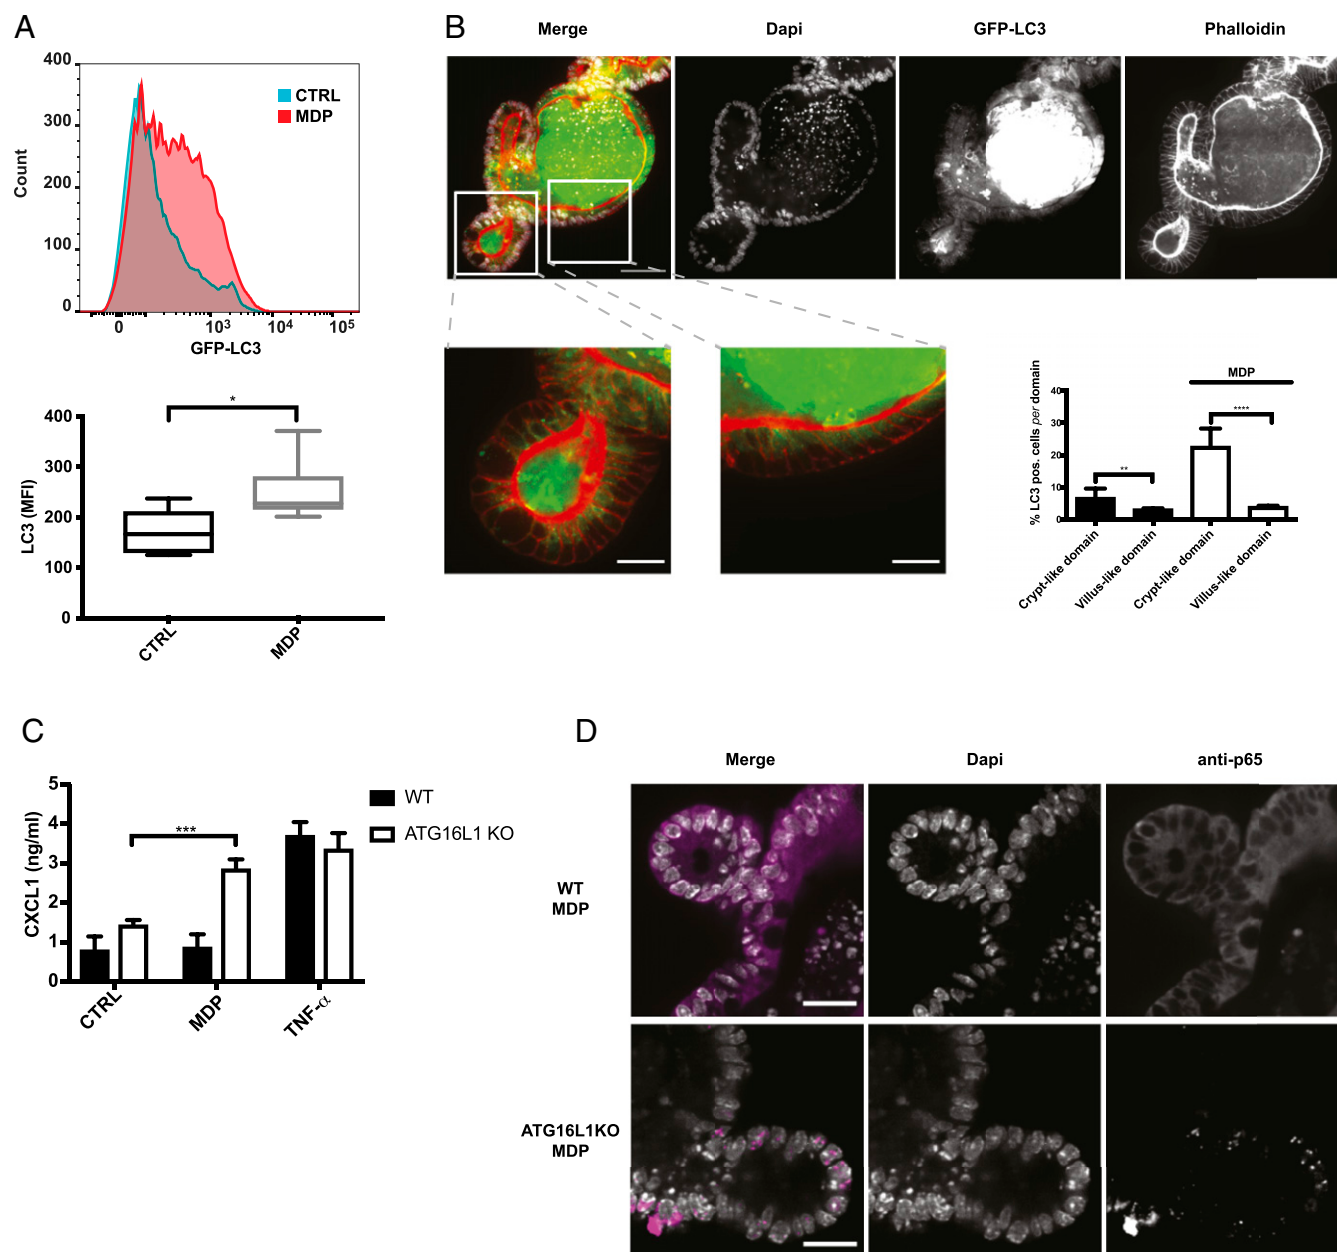 A
400
300
200
100
0
Count
CTRL
MDP
0
10³
10⁴
10⁵
GFP-LC3
*
400
300
200
100
0
LC3 (MFI)
CTRL
MDP
B
Merge
Dapi
GFP-LC3
Phalloidin
MDP
40
30
20
10
0
% LC3 pos. cells per domain
**
****
Crypt-like domain
Villus-like domain
Crypt-like domain
Villus-like domain
C
5
4
3
2
1
0
CXCL1 (ng/ml)
***
WT
ATG16L1 KO
CTRL
MDP
TNF-α
D
Merge
Dapi
anti-p65
WT
MDP
ATG16L1KO
MDP